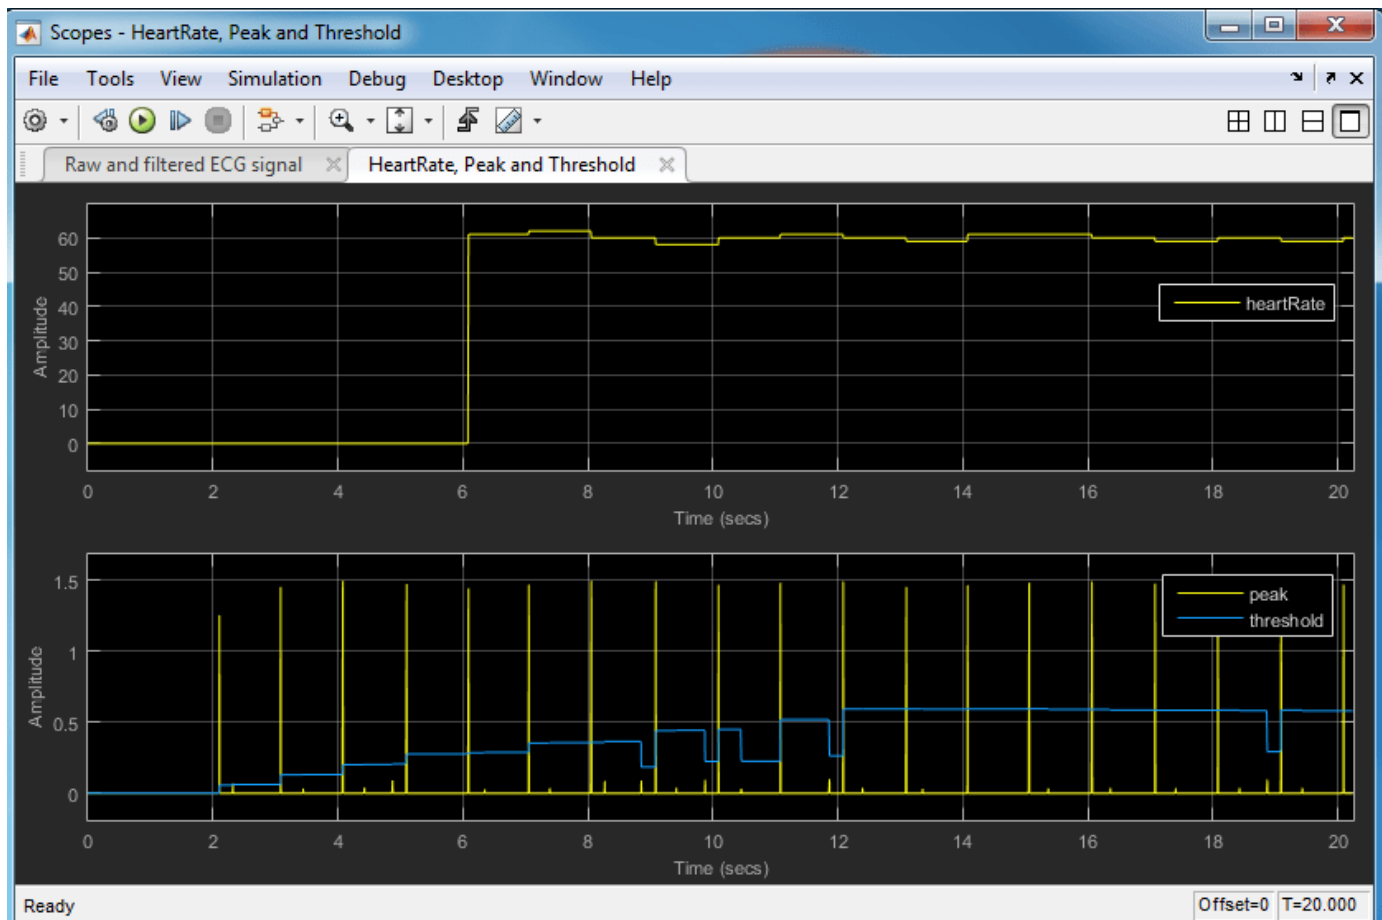 Scopes - HeartRate, Peak and Threshold
File Tools View Simulation Debug Desktop Window Help
Raw and filtered ECG signal
HeartRate, Peak and Threshold
60
50
40
30
20
10
0
Amplitude
heartRate
0 2 4 6 8 10 12 14 16 18 20
Time (secs)
1.5
1
0.5
0
Amplitude
peak
threshold
0 2 4 6 8 10 12 14 16 18 20
Time (secs)
Ready
Offset=0 T=20.000